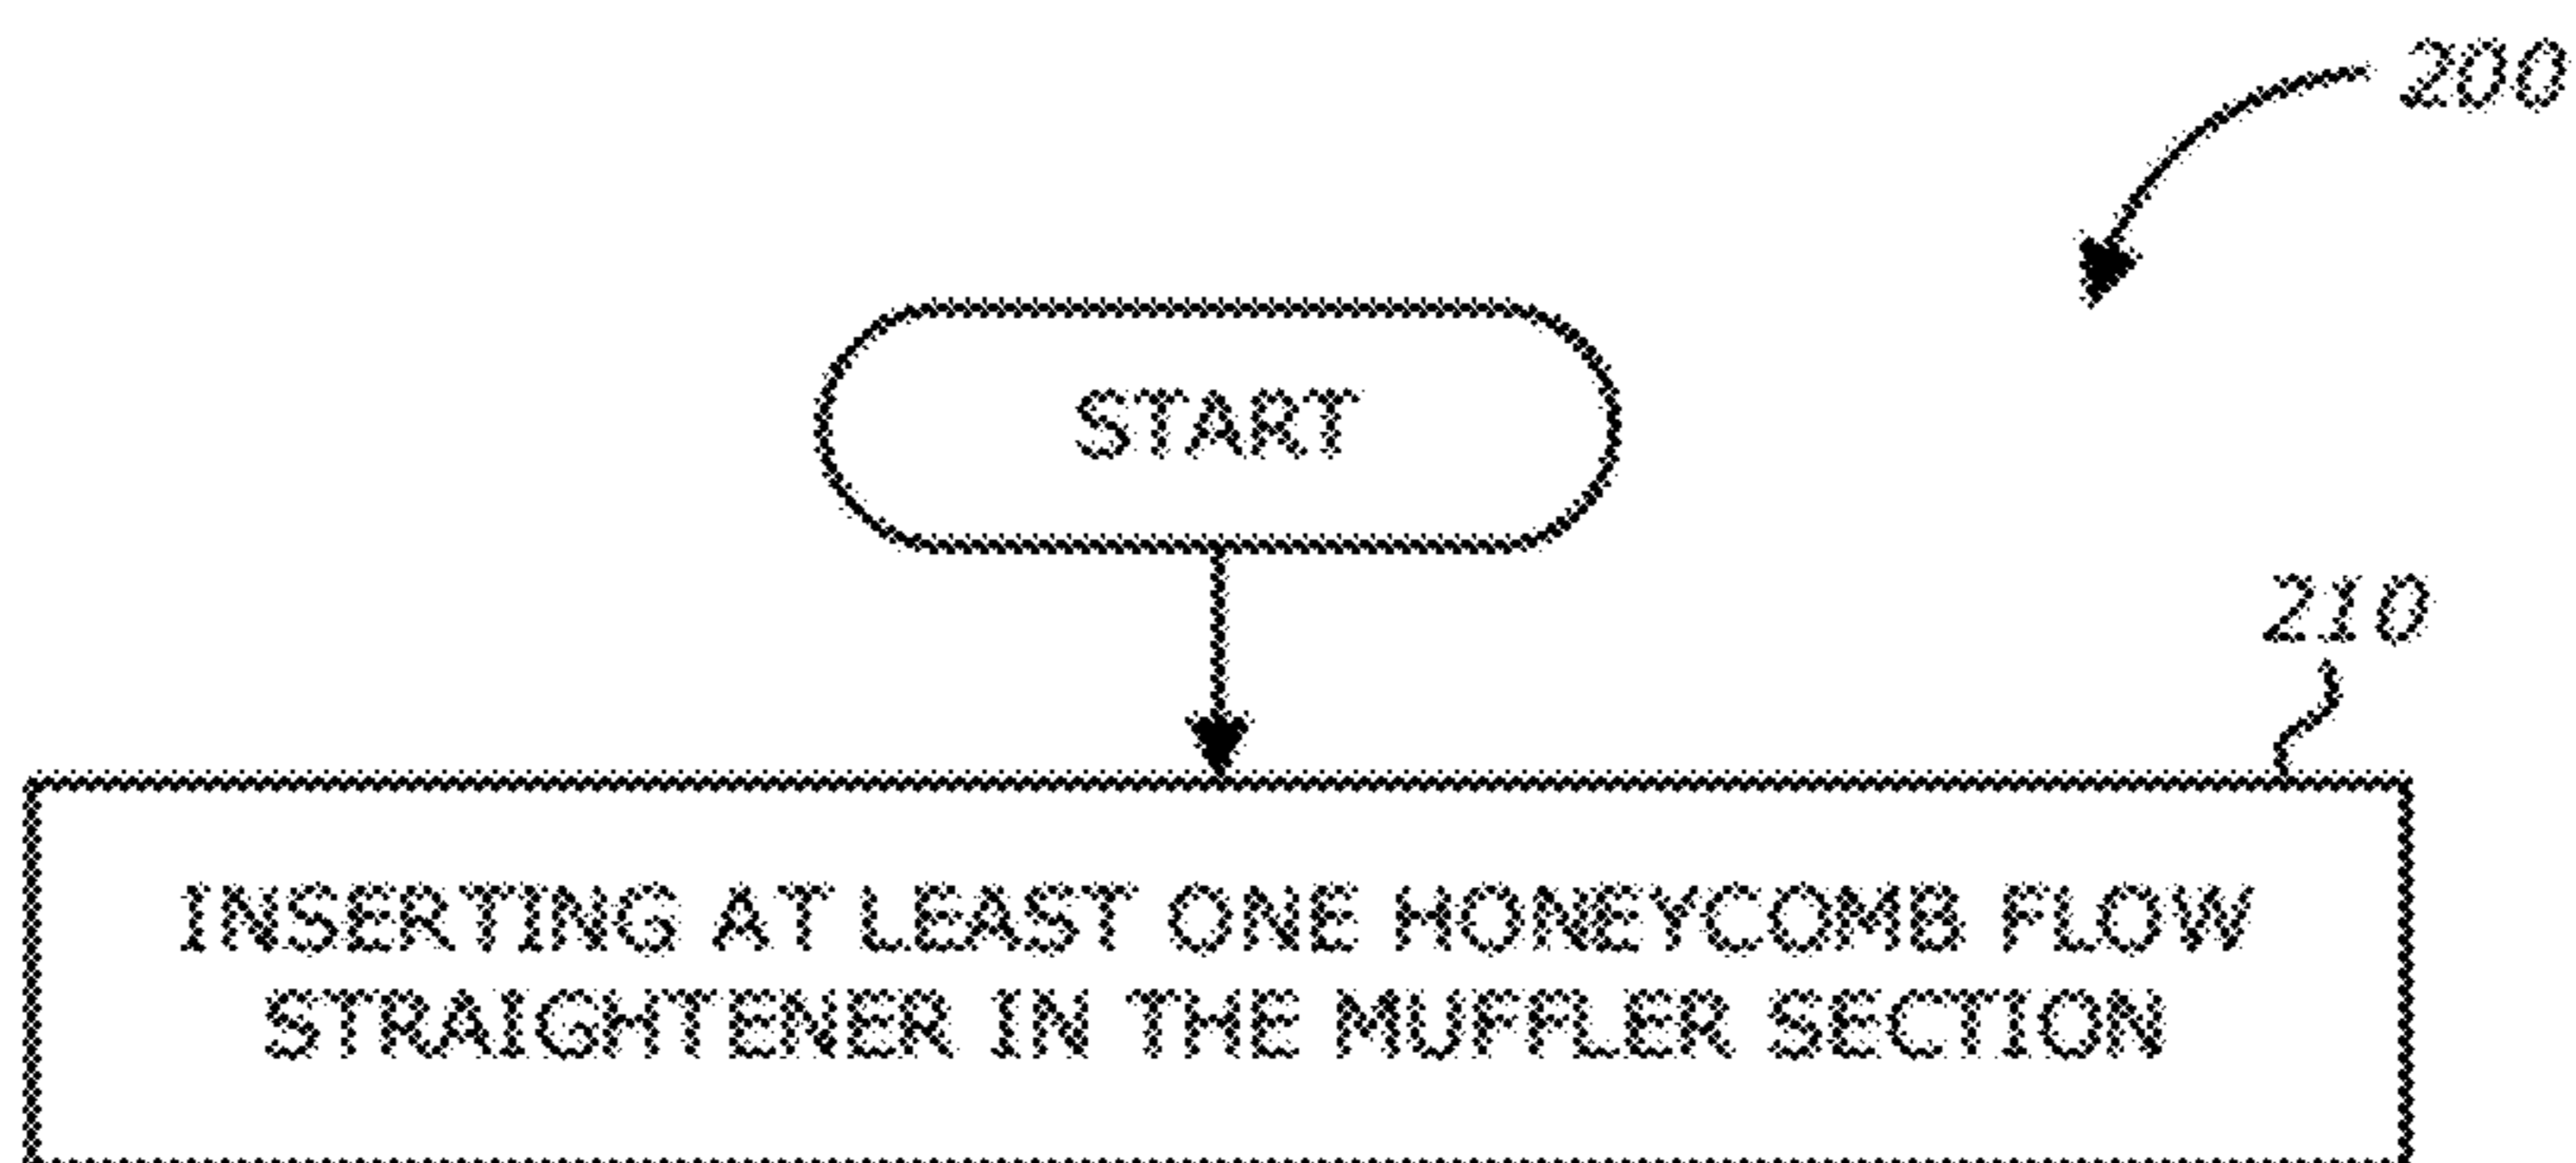 200
START
210
INSERTING AT LEAST ONE HONEYCOMB FLOW
STRAIGHTENER IN THE MUFFLER SECTION